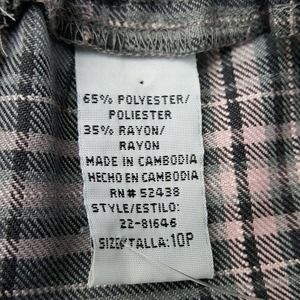 65% POLYESTER/
POLIESTER
35% RAYON/
RAYON
MADE IN CAMBODIA
HECHO EN CAMBODIA
RN# 52438
STYLE/ESTILO:
22-81646
SIZE/TALLA: 10P